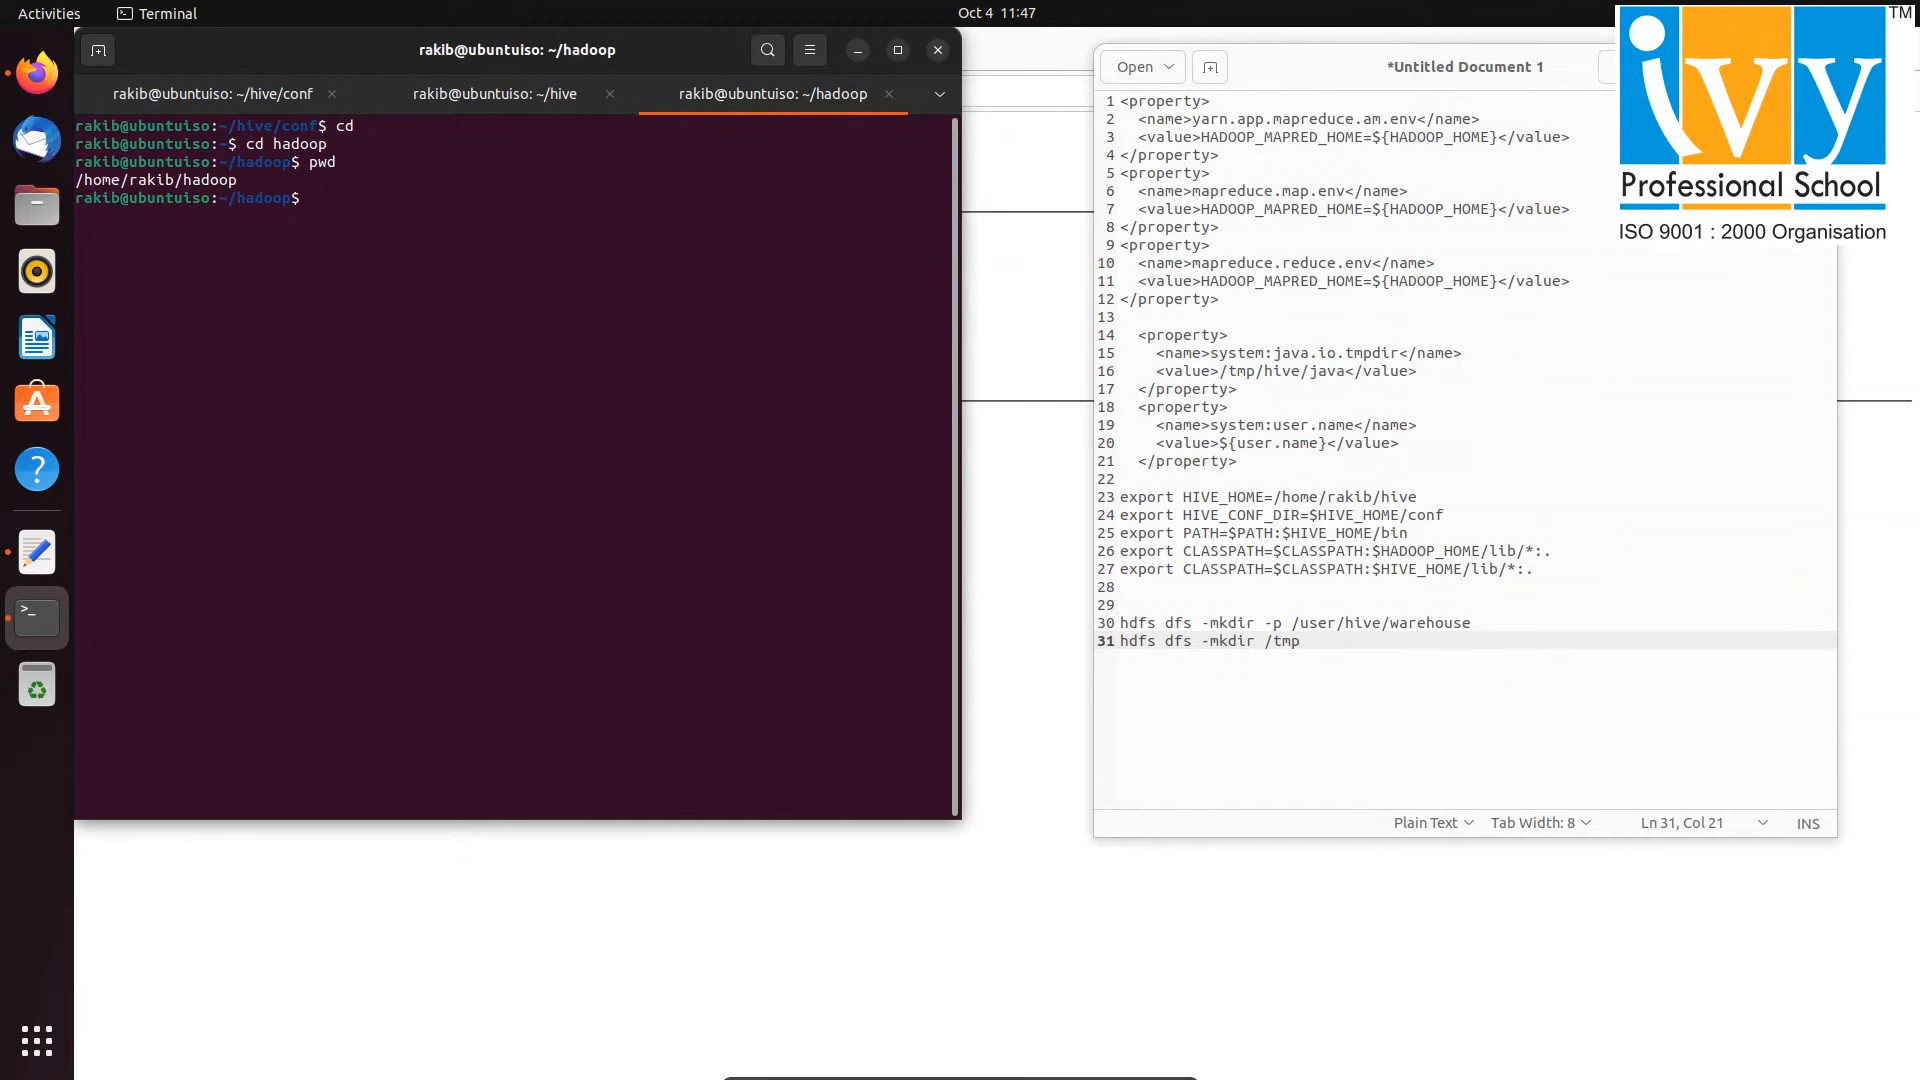 Activities
Terminal
Oct 4 11:47
rakib@ubuntuiso: ~/hadoop
rakib@ubuntuiso: ~/hive/conf
rakib@ubuntuiso: ~/hive
rakib@ubuntuiso: ~/hadoop
rakib@ubuntuiso:~/hive/conf$ cd
rakib@ubuntuiso:~$ cd hadoop
rakib@ubuntuiso:~/hadoop$ pwd
/home/rakib/hadoop
rakib@ubuntuiso:~/hadoop$
Open
*Untitled Document 1
1 <property>
2   <name>yarn.app.mapreduce.am.env</name>
3   <value>HADOOP_MAPRED_HOME=${HADOOP_HOME}</value>
4 </property>
5 <property>
6   <name>mapreduce.map.env</name>
7   <value>HADOOP_MAPRED_HOME=${HADOOP_HOME}</value>
8 </property>
9 <property>
10   <name>mapreduce.reduce.env</name>
11   <value>HADOOP_MAPRED_HOME=${HADOOP_HOME}</value>
12 </property>
13
14   <property>
15     <name>system:java.io.tmpdir</name>
16     <value>/tmp/hive/java</value>
17   </property>
18   <property>
19     <name>system:user.name</name>
20     <value>${user.name}</value>
21   </property>
22
23 export HIVE_HOME=/home/rakib/hive
24 export HIVE_CONF_DIR=$HIVE_HOME/conf
25 export PATH=$PATH:$HIVE_HOME/bin
26 export CLASSPATH=$CLASSPATH:$HADOOP_HOME/lib/*:.
27 export CLASSPATH=$CLASSPATH:$HIVE_HOME/lib/*:.
28
29
30 hdfs dfs -mkdir -p /user/hive/warehouse
31 hdfs dfs -mkdir /tmp
Plain Text
Tab Width: 8
Ln 31, Col 21
INS
ivy
TM
Professional School
ISO 9001 : 2000 Organisation